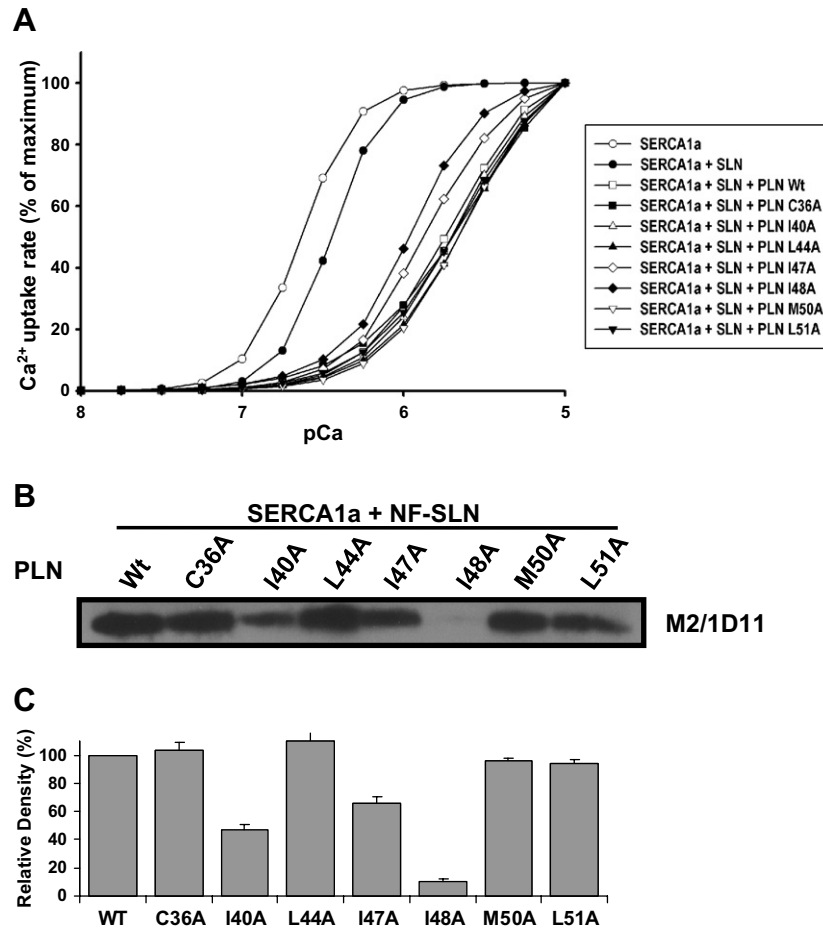 A
Ca2+ uptake rate (% of maximum)
100
80
60
40
20
0
8
7
6
5
pCa
SERCA1a
SERCA1a + SLN
SERCA1a + SLN + PLN Wt
SERCA1a + SLN + PLN C36A
SERCA1a + SLN + PLN I40A
SERCA1a + SLN + PLN L44A
SERCA1a + SLN + PLN I47A
SERCA1a + SLN + PLN I48A
SERCA1a + SLN + PLN M50A
SERCA1a + SLN + PLN L51A
B
SERCA1a + NF-SLN
PLN Wt C36A I40A L44A I47A I48A M50A L51A
M2/1D11
C
Relative Density (%)
100
80
60
40
20
0
WT C36A I40A L44A I47A I48A M50A L51A